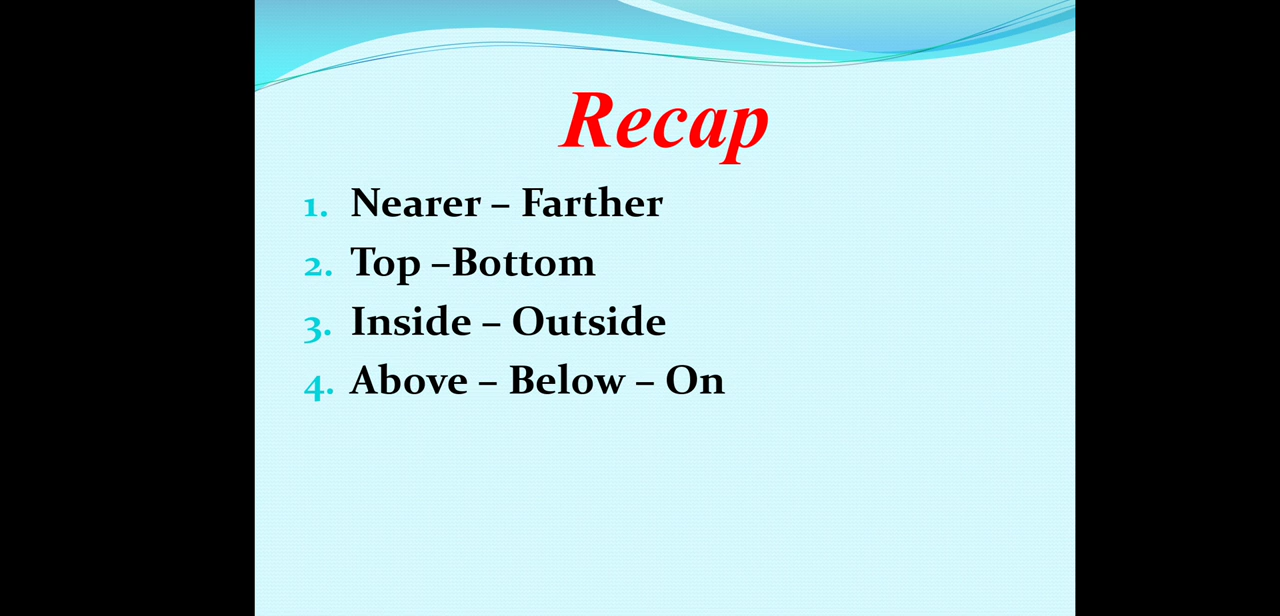 Recap
1. Nearer – Farther
2. Top –Bottom
3. Inside – Outside
4. Above – Below – On